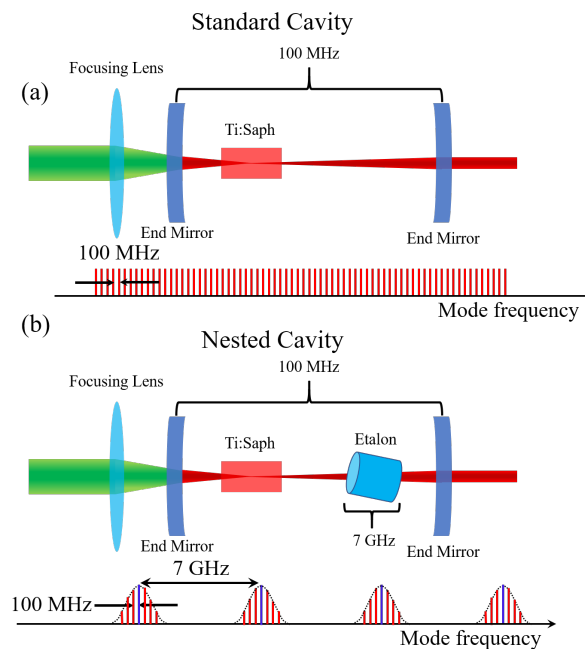 Standard Cavity
100 MHz
Focusing Lens
(a)
Ti:Saph
End Mirror
End Mirror
100 MHz
Mode frequency
(b)
Nested Cavity
100 MHz
Focusing Lens
Ti:Saph
Etalon
7 GHz
End Mirror
End Mirror
7 GHz
100 MHz
Mode frequency